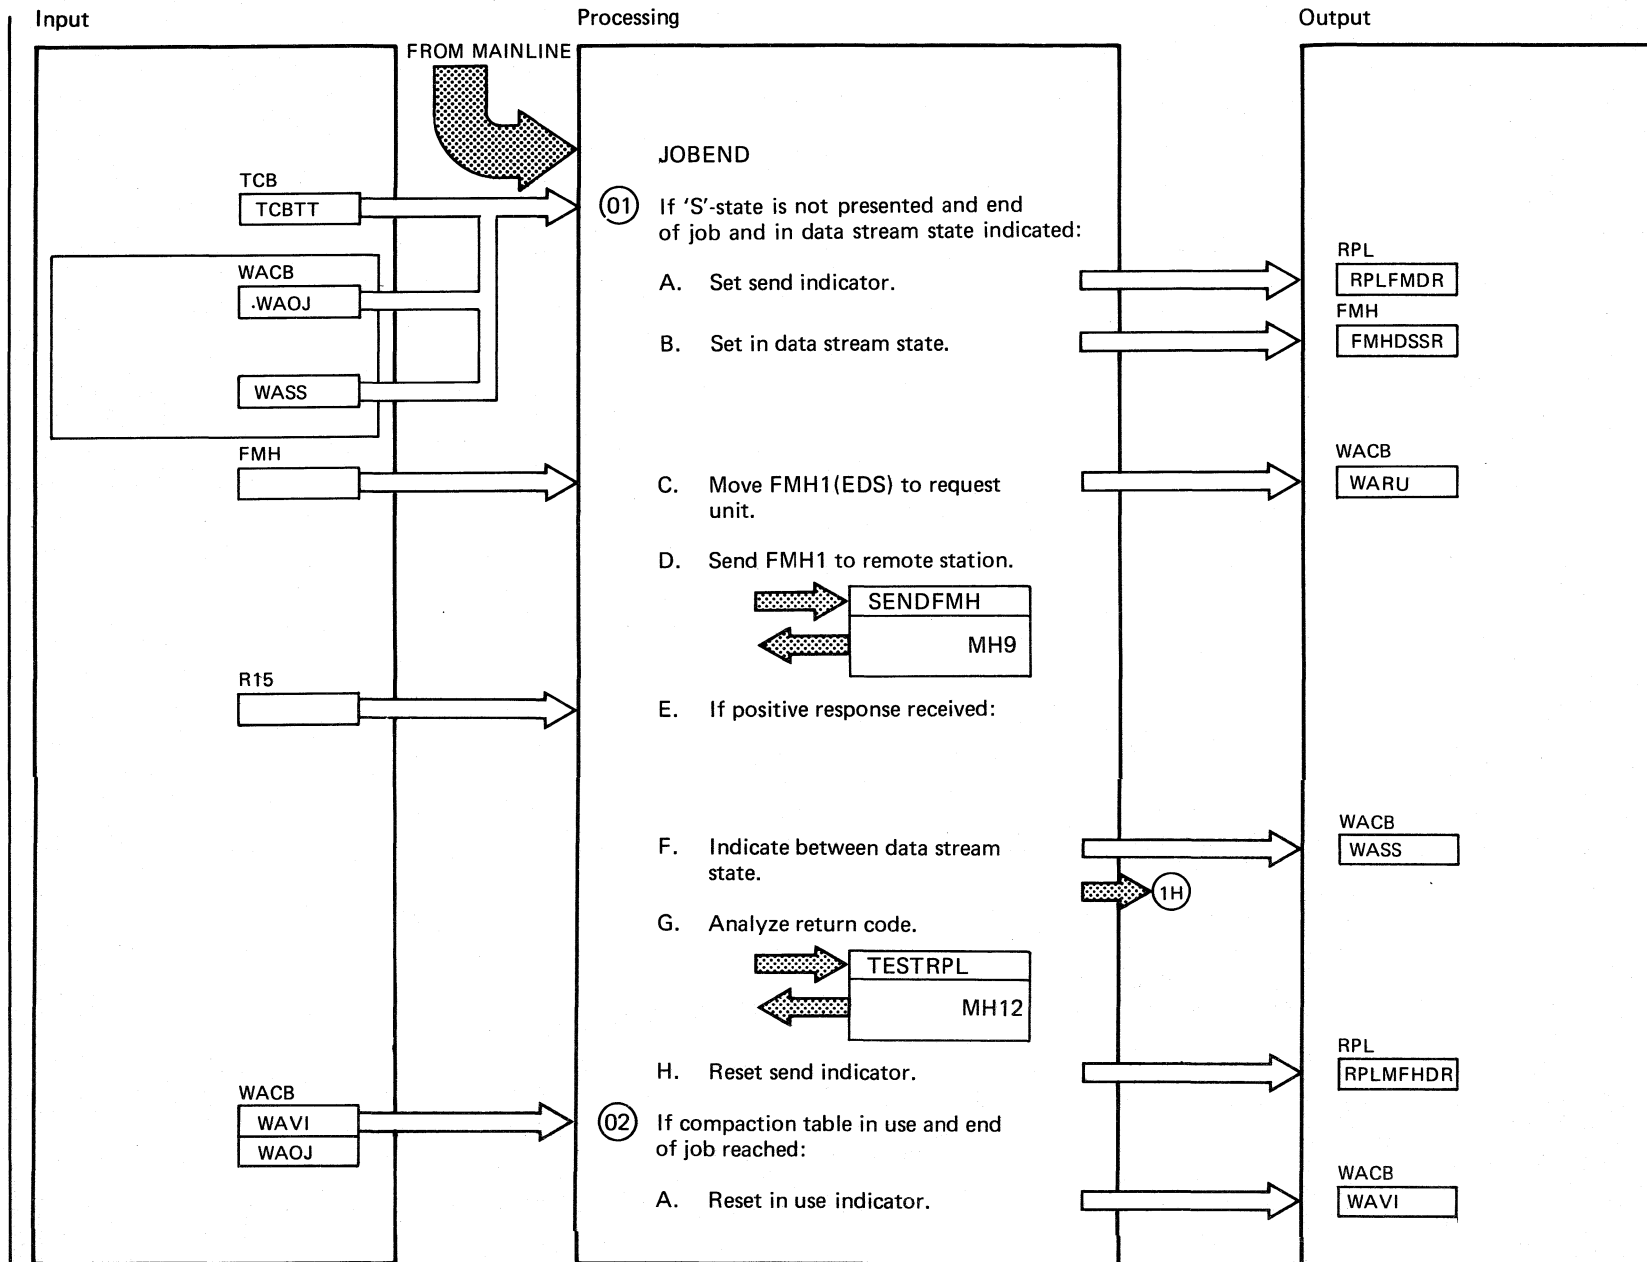 Input
Processing
Output
FROM MAINLINE
JOBEND
TCB
TCBTT
01 If 'S'-state is not presented and end
of job and in data stream state indicated:
WACB
WAOJ
A. Set send indicator.
RPL
RPLFMDR
FMH
B. Set in data stream state.
FMHDSSR
WASS
FMH
WACB
C. Move FMH1(EDS) to request
unit.
WARU
D. Send FMH1 to remote station.
SENDFMH
MH9
R15
E. If positive response received:
WACB
F. Indicate between data stream
state.
WASS
1H
G. Analyze return code.
TESTRPL
MH12
RPL
H. Reset send indicator.
RPLMFHDR
WACB
WAVI
WAOJ
02 If compaction table in use and end
of job reached:
WACB
A. Reset in use indicator.
WAVI